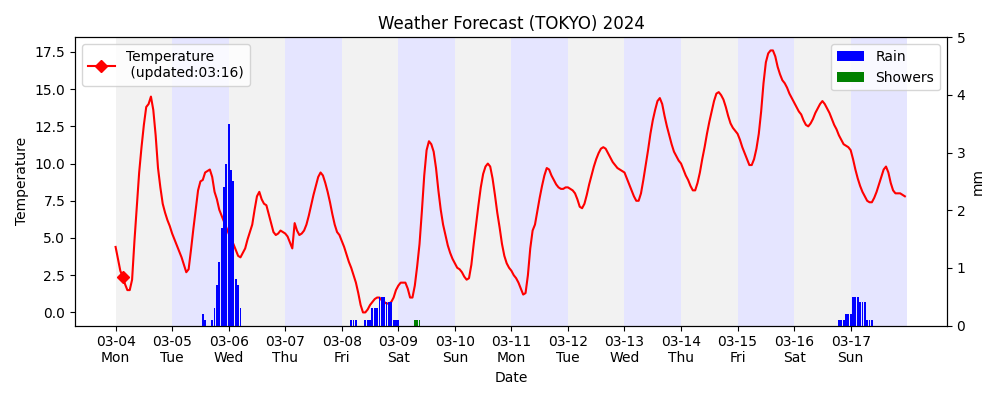 Weather Forecast (TOKYO) 2024
Temperature
(updated:03:16)
Rain
Showers
Temperature
17.5
15.0
12.5
10.0
7.5
5.0
2.5
0.0
5
4
3
2
1
0
mm
03-04 03-05 03-06 03-07 03-08 03-09 03-10 03-11 03-12 03-13 03-14 03-15 03-16 03-17
Mon Tue Wed Thu Fri Sat Sun Mon Tue Wed Thu Fri Sat Sun
Date